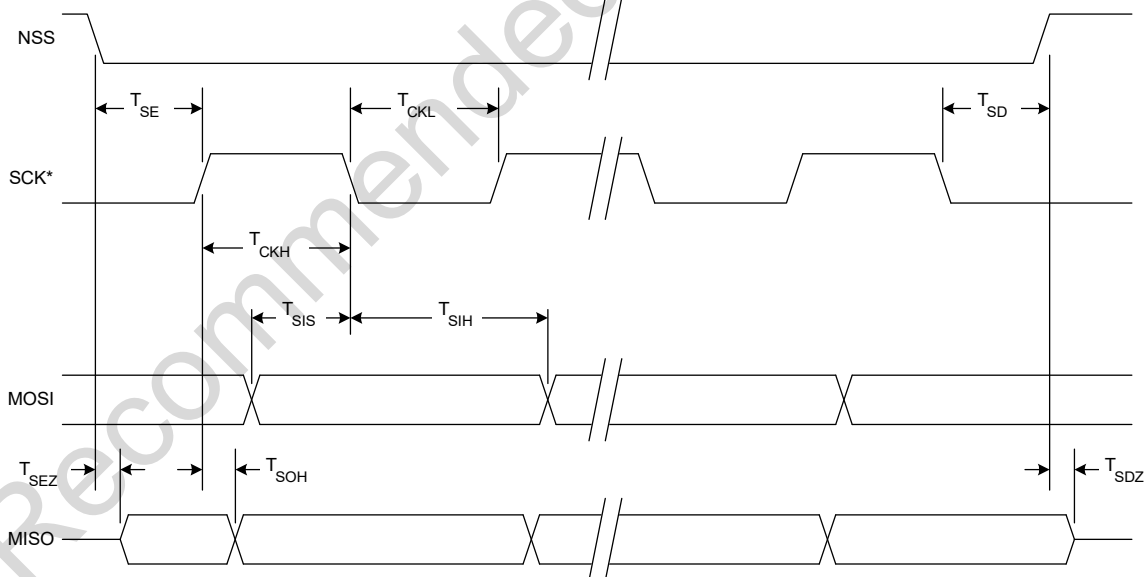 NSS
T_SE
T_CKL
T_SD
SCK*
T_CKH
T_SIS
T_SIH
MOSI
T_SEZ
T_SOH
T_SDZ
MISO
Recommended